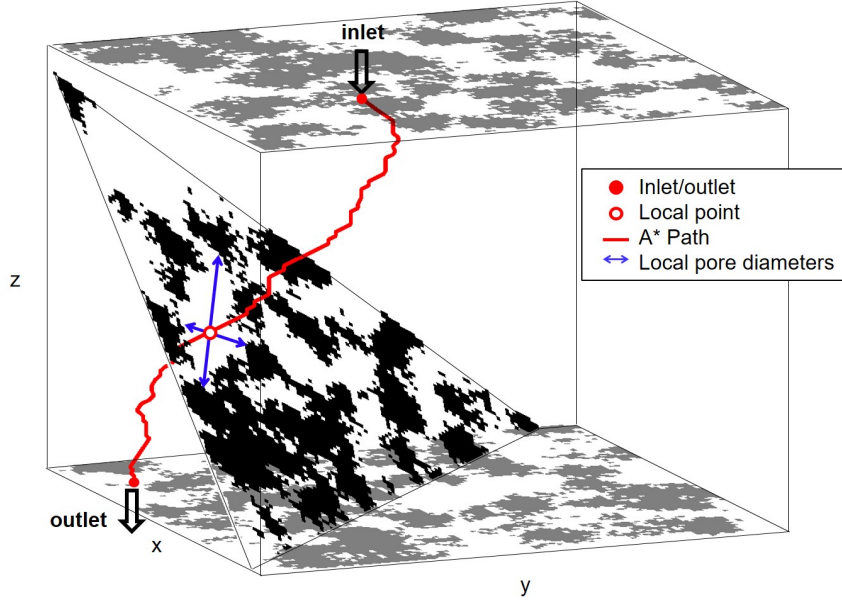 inlet
Inlet/outlet
Local point
A* Path
Local pore diameters
z
outlet
x
y